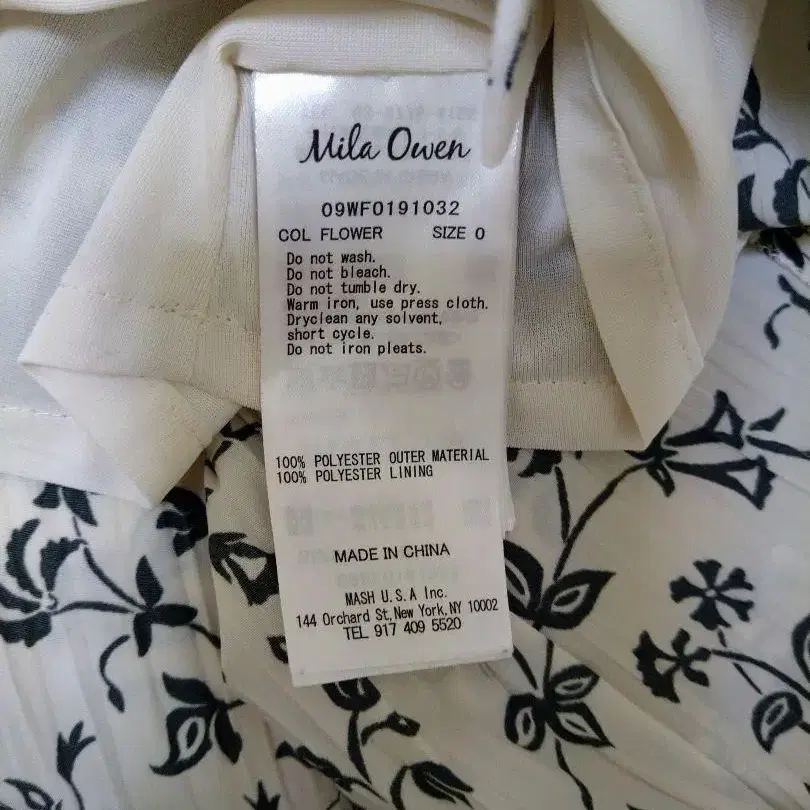 Mila Owen
09WF0191032
COL FLOWER SIZE 0
Do not wash.
Do not bleach.
Do not tumble dry.
Warm iron, use press cloth.
Dryclean any solvent,
short cycle.
Do not iron pleats.
100% POLYESTER OUTER MATERIAL
100% POLYESTER LINING
MADE IN CHINA
MASH U.S.A Inc.
144 Orchard St, New York, NY 10002
TEL 917 409 5520